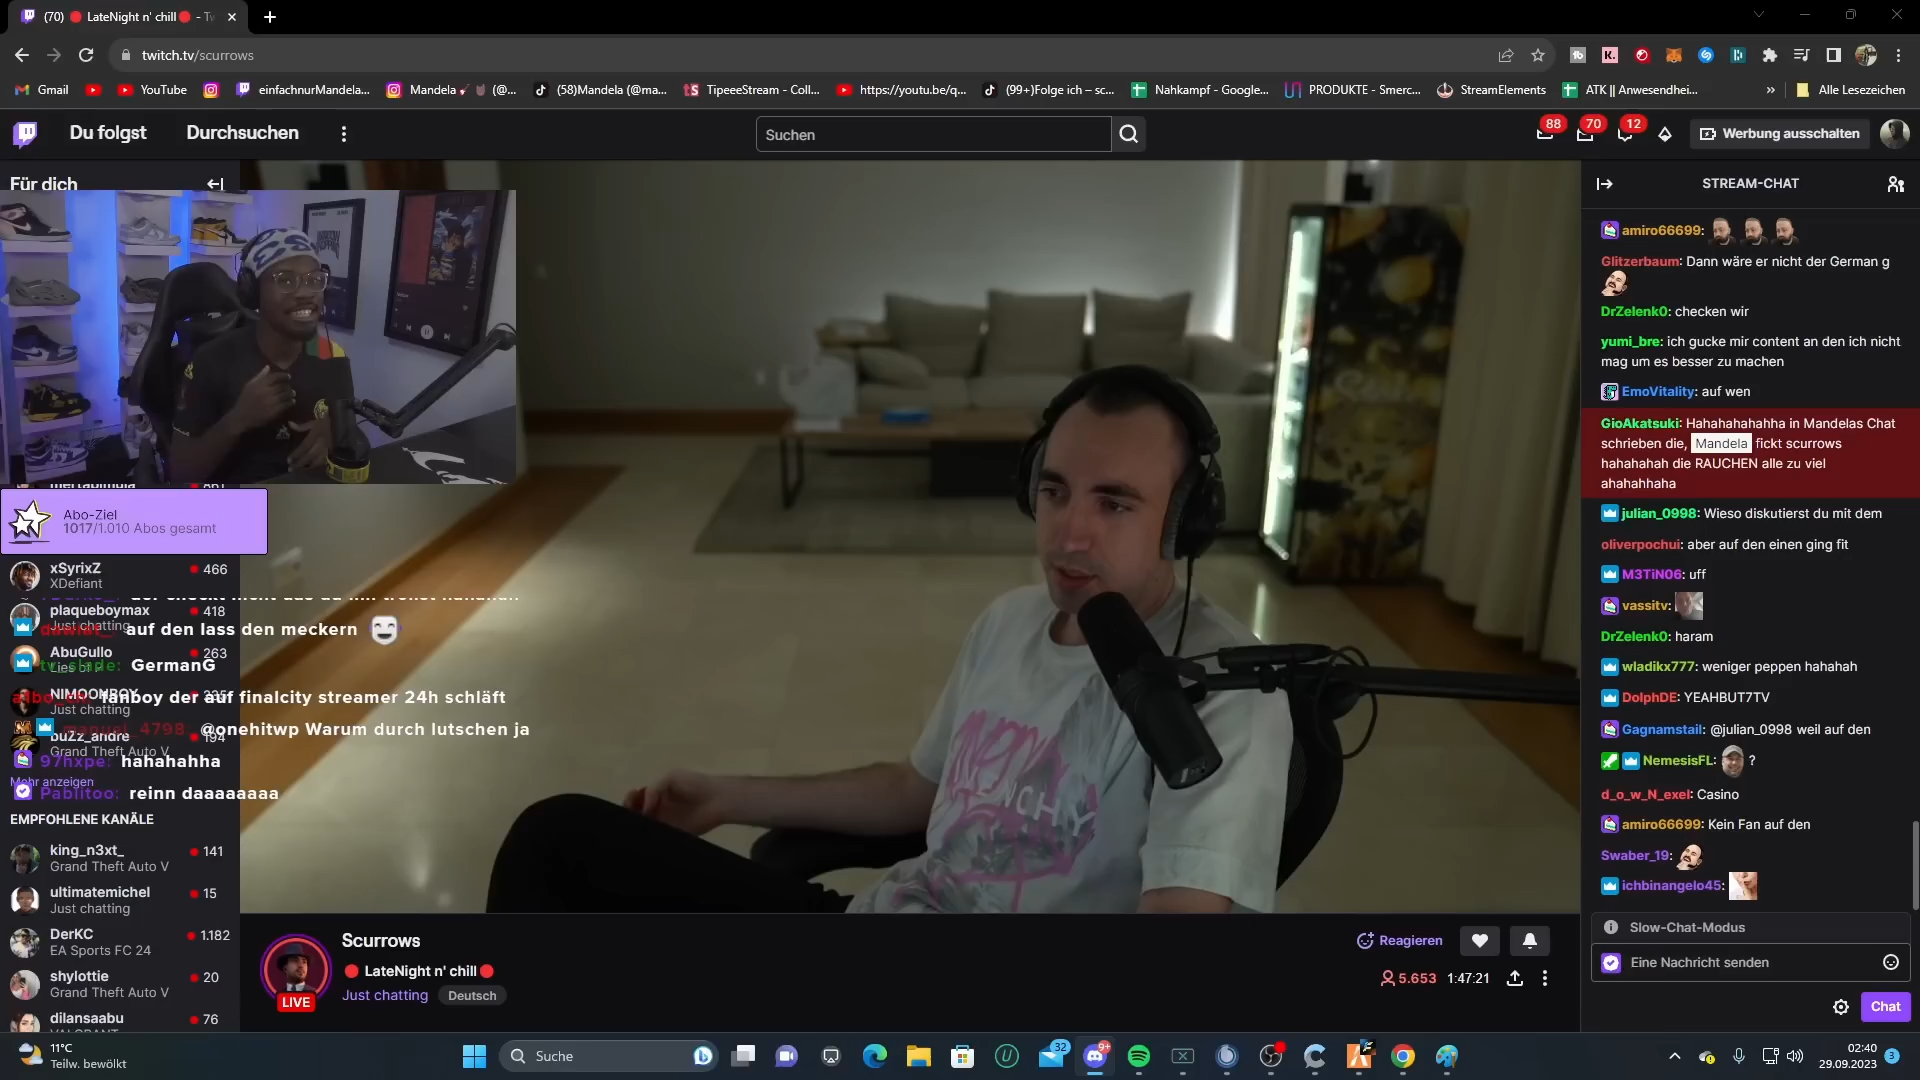 (70) 🔴 LateNight n' chill🔴 - Tw
twitch.tv/scurrows
Gmail
YouTube
einfachnurMandela...
Mandela
(@...
(58)Mandela (@ma...
TipeeeStream - Coll...
https://youtu.be/q...
(99+)Folge ich – sc...
Nahkampf - Google...
PRODUKTE - Smerc...
StreamElements
ATK || Anwesendhei...
»
Alle Lesezeichen
Du folgst
Durchsuchen
Suchen
88
70
12
Werbung ausschalten
Für dich
Abo-Ziel
1017/1.010 Abos gesamt
xSyrixZ
466
XDefiant
plaqueboymax
418
Just chatting
auf den lass den meckern
AbuGullo
263
tv_slade: GermanG
NIMOONBOY
fanboy der auf finalcity streamer 24h schläft
Just chatting
manuel_4798: @onehitwp Warum durch lutschen ja
buzz_andre
194
Grand Theft Auto V
97hxpe: hahahahha
Mehr anzeigen
Pablitoo: reinn daaaaaaaa
EMPFOHLENE KANÄLE
king_n3xt_
141
Grand Theft Auto V
ultimatemichel
15
Just chatting
DerKC
1.182
EA Sports FC 24
shylottie
20
Grand Theft Auto V
dilansaabu
76
Scurrows
🔴 LateNight n' chill🔴
Just chatting
Deutsch
LIVE
Reagieren
5.653
1:47:21
STREAM-CHAT
amiro66699:
Glitzerbaum: Dann wäre er nicht der German g
DrZelenk0: checken wir
yumi_bre: ich gucke mir content an den ich nicht
mag um es besser zu machen
EmoVitality: auf wen
GioAkatsuki: Hahahahahahha in Mandelas Chat
schrieben die, Mandela fickt scurrows
hahahahah die RAUCHEN alle zu viel
ahahahhaha
julian_0998: Wieso diskutierst du mit dem
oliverpochui: aber auf den einen ging fit
M3TiN06: uff
vassitv:
DrZelenk0: haram
wladikx777: weniger peppen hahahah
DolphDE: YEAHBUT7TV
Gagnamstail: @julian_0998 weil auf den
NemesisFL: ?
d_o_w_N_exel: Casino
amiro66699: Kein Fan auf den
Swaber_19:
ichbinangelo45:
Slow-Chat-Modus
Eine Nachricht senden
Chat
11°C
Teilw. bewölkt
Suche
32
9+
02:40
29.09.2023
3